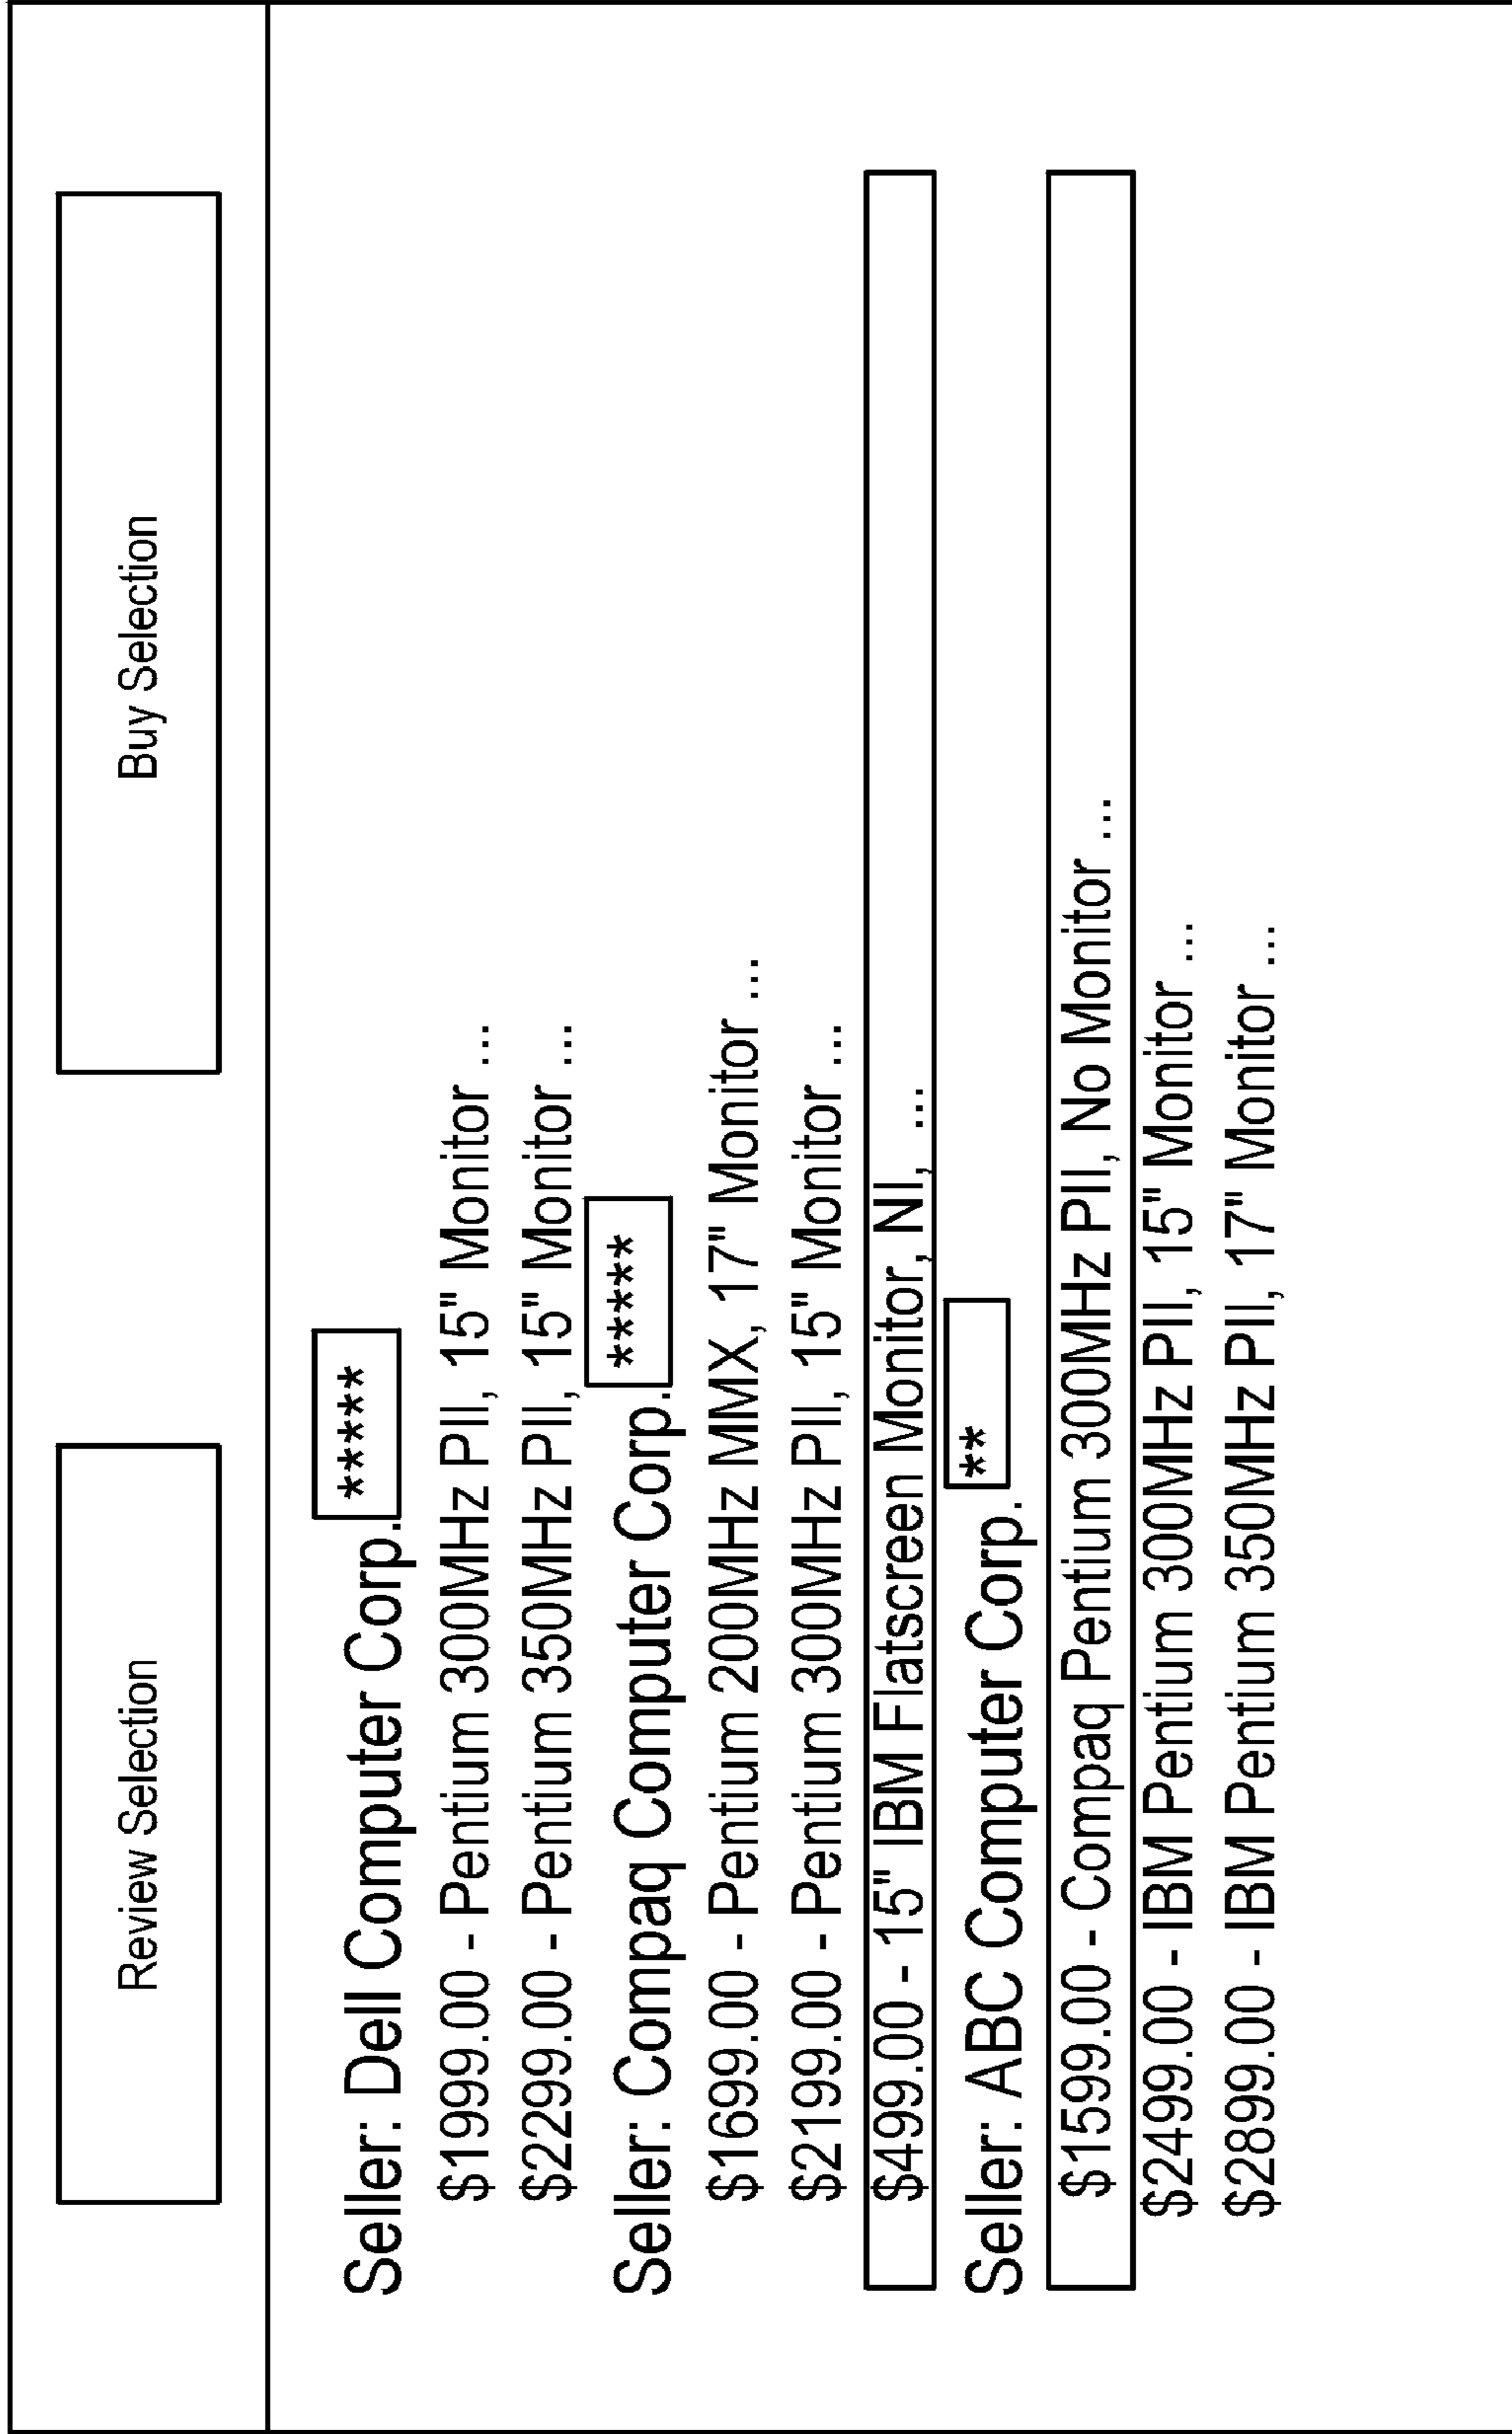 Review Selection
Buy Selection
Seller: Dell Computer Corp. *****
$1999.00 - Pentium 300MHz PII, 15" Monitor ...
$2299.00 - Pentium 350MHz PII, 15" Monitor ...
Seller: Compaq Computer Corp. *****
$1699.00 - Pentium 200MHz MMX, 17" Monitor ...
$2199.00 - Pentium 300MHz PII, 15" Monitor ...
$499.00 - 15" IBM Flatscreen Monitor, NI, ...
Seller: ABC Computer Corp. **
$1599.00 - Compaq Pentium 300MHz PII, No Monitor ...
$2499.00 - IBM Pentium 300MHz PII, 15" Monitor ...
$2899.00 - IBM Pentium 350MHz PII, 17" Monitor ...